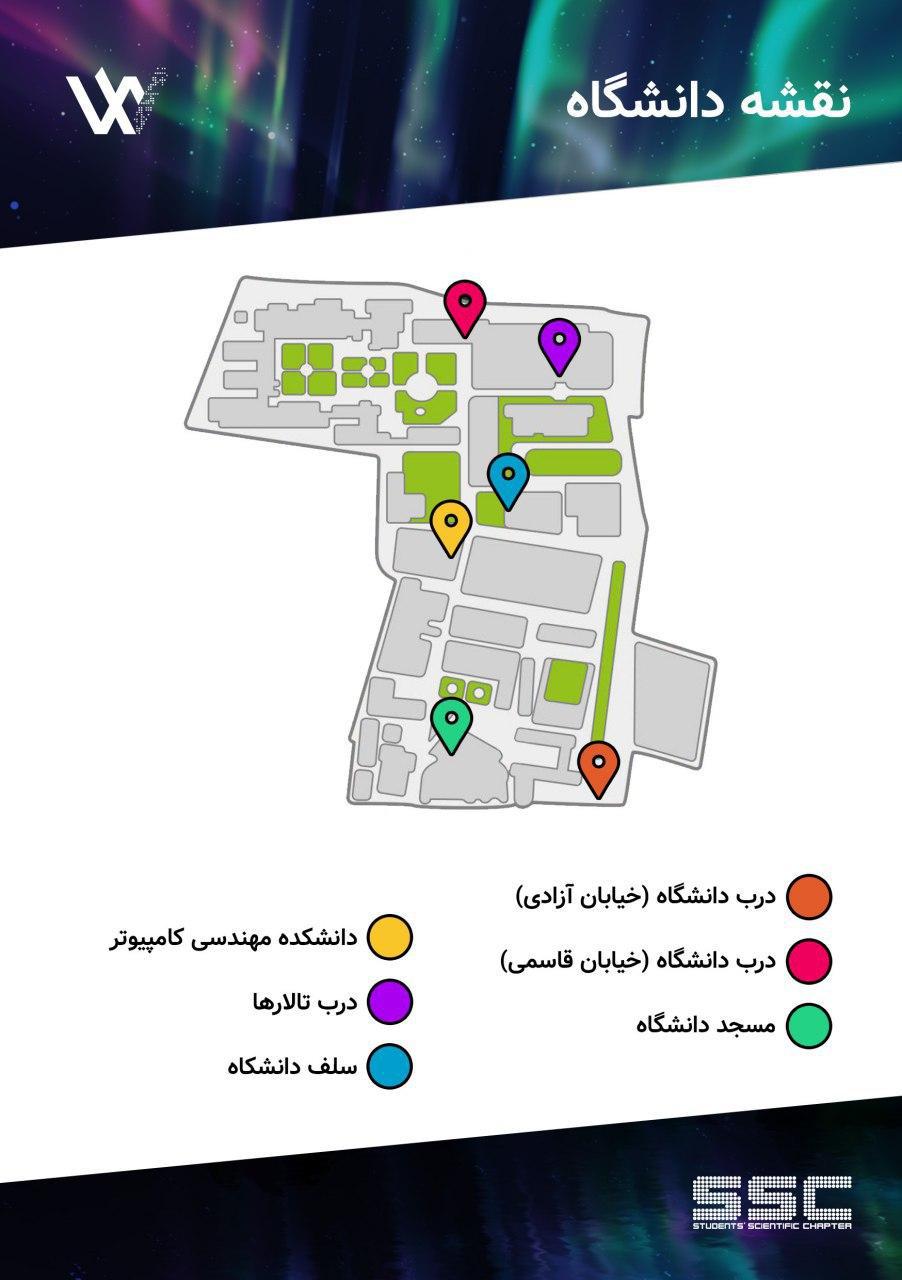 نقشه دانشگاه
درب دانشگاه (خیابان آزادی)
درب دانشگاه (خیابان قاسمی)
مسجد دانشگاه
دانشکده مهندسی کامپیوتر
درب تالارها
سلف دانشکاه
SSC
STUDENTS' SCIENTIFIC CHAPTER